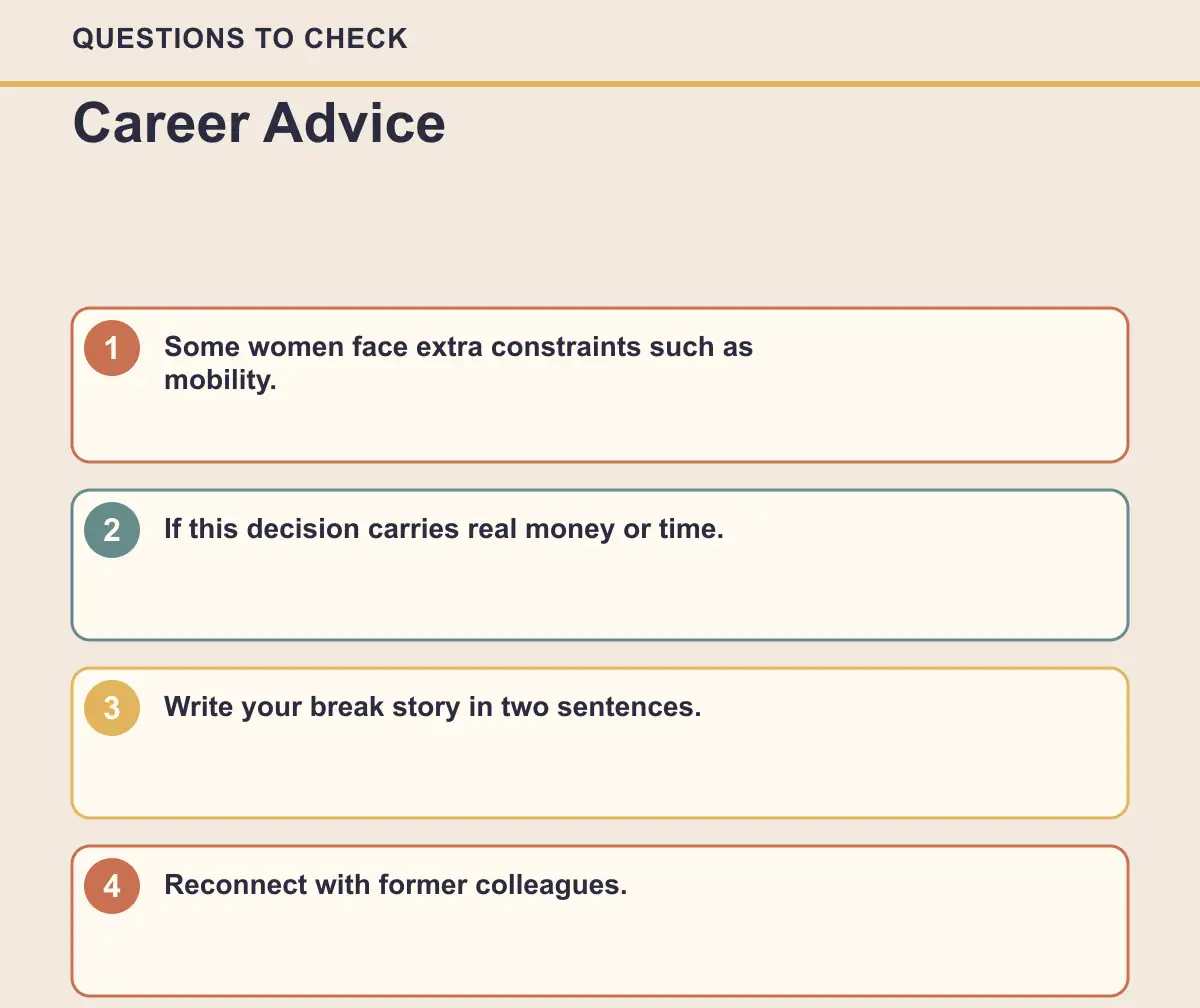 QUESTIONS TO CHECK
Career Advice
1
Some women face extra constraints such as
mobility.
2
If this decision carries real money or time.
3
Write your break story in two sentences.
4
Reconnect with former colleagues.